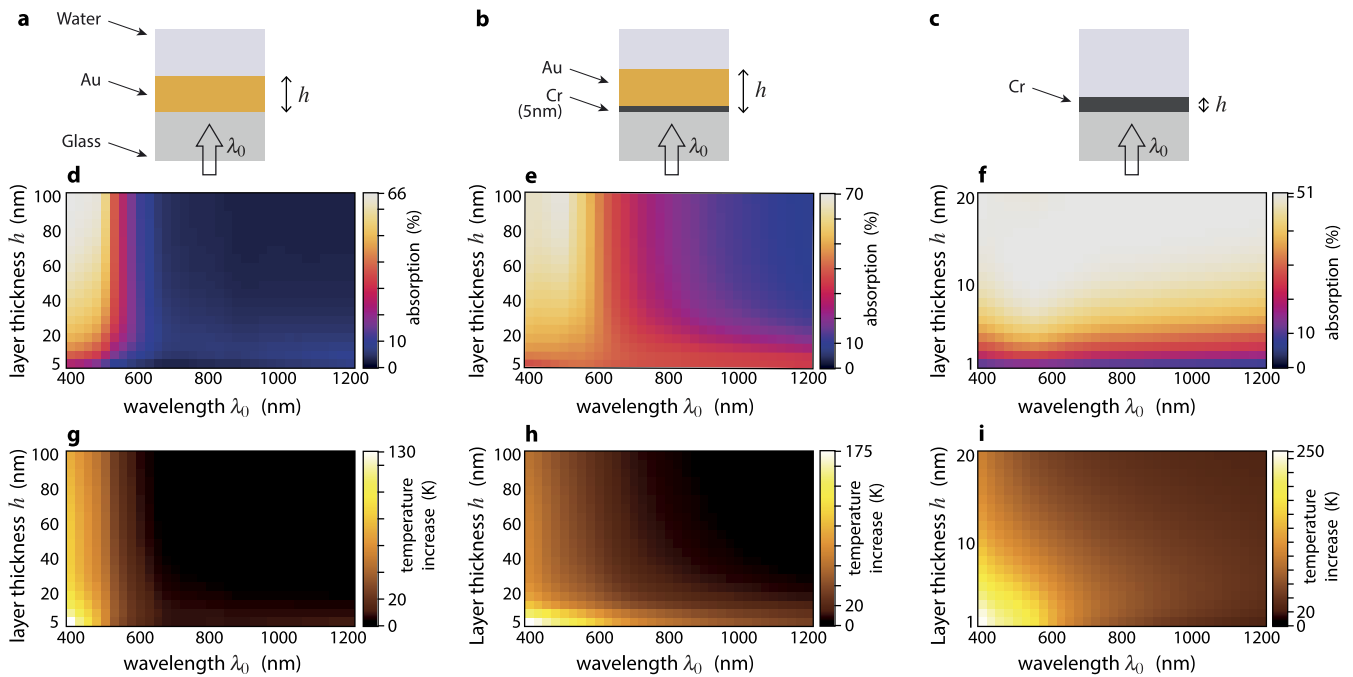 a
Water
Au
Glass
h
λ0
b
Au
Cr
(5nm)
h
λ0
c
Cr
h
λ0
d
layer thickness h (nm)
100
80
60
40
20
5
400
600
800
1000
1200
wavelength λ0 (nm)
66
10
0
absorption (%)
e
100
80
60
40
20
5
400
600
800
1000
1200
wavelength λ0 (nm)
70
10
0
absorption (%)
layer thickness h (nm)
f
layer thickness h (nm)
20
10
1
400
600
800
1000
1200
wavelength λ0 (nm)
51
10
0
absorption (%)
g
layer thickness h (nm)
100
80
60
40
20
5
400
600
800
1000
1200
wavelength λ0 (nm)
130
20
0
temperature
increase (K)
h
Layer thickness h (nm)
100
80
60
40
20
5
400
600
800
1000
1200
wavelength λ0 (nm)
175
20
0
temperature
increase (K)
i
Layer thickness h (nm)
20
10
1
400
600
800
1000
1200
wavelength λ0 (nm)
250
20
0
temperature
increase (K)